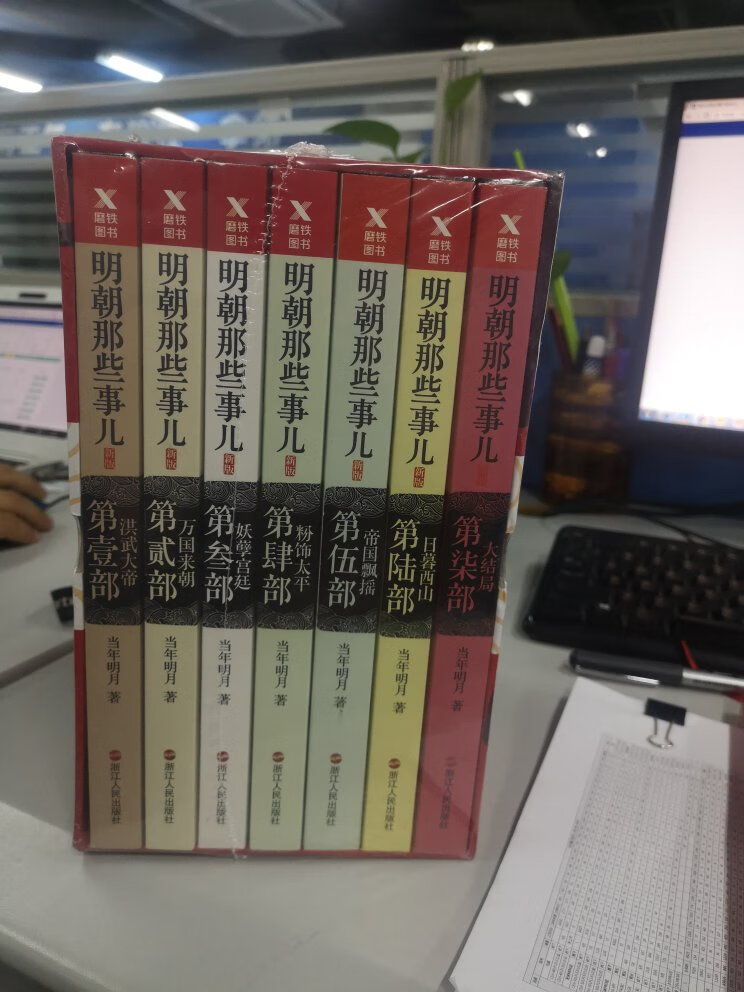 X
磨铁
图书
明朝那些事儿
新版
第壹部
洪武大帝
当年明月 著
浙江人民出版社
X
磨铁
图书
明朝那些事儿
新版
第贰部
万国来朝
当年明月 著
浙江人民出版社
X
磨铁
图书
明朝那些事儿
新版
第叁部
妖孽宫廷
当年明月 著
浙江人民出版社
X
磨铁
图书
明朝那些事儿
新版
第肆部
粉饰太平
当年明月 著
浙江人民出版社
X
磨铁
图书
明朝那些事儿
新版
第伍部
帝国飘摇
当年明月 著
浙江人民出版社
X
磨铁
图书
明朝那些事儿
新版
第陆部
日暮西山
当年明月 著
浙江人民出版社
X
磨铁
图书
明朝那些事儿
第柒部
大结局
当年明月 著
浙江人民出版社